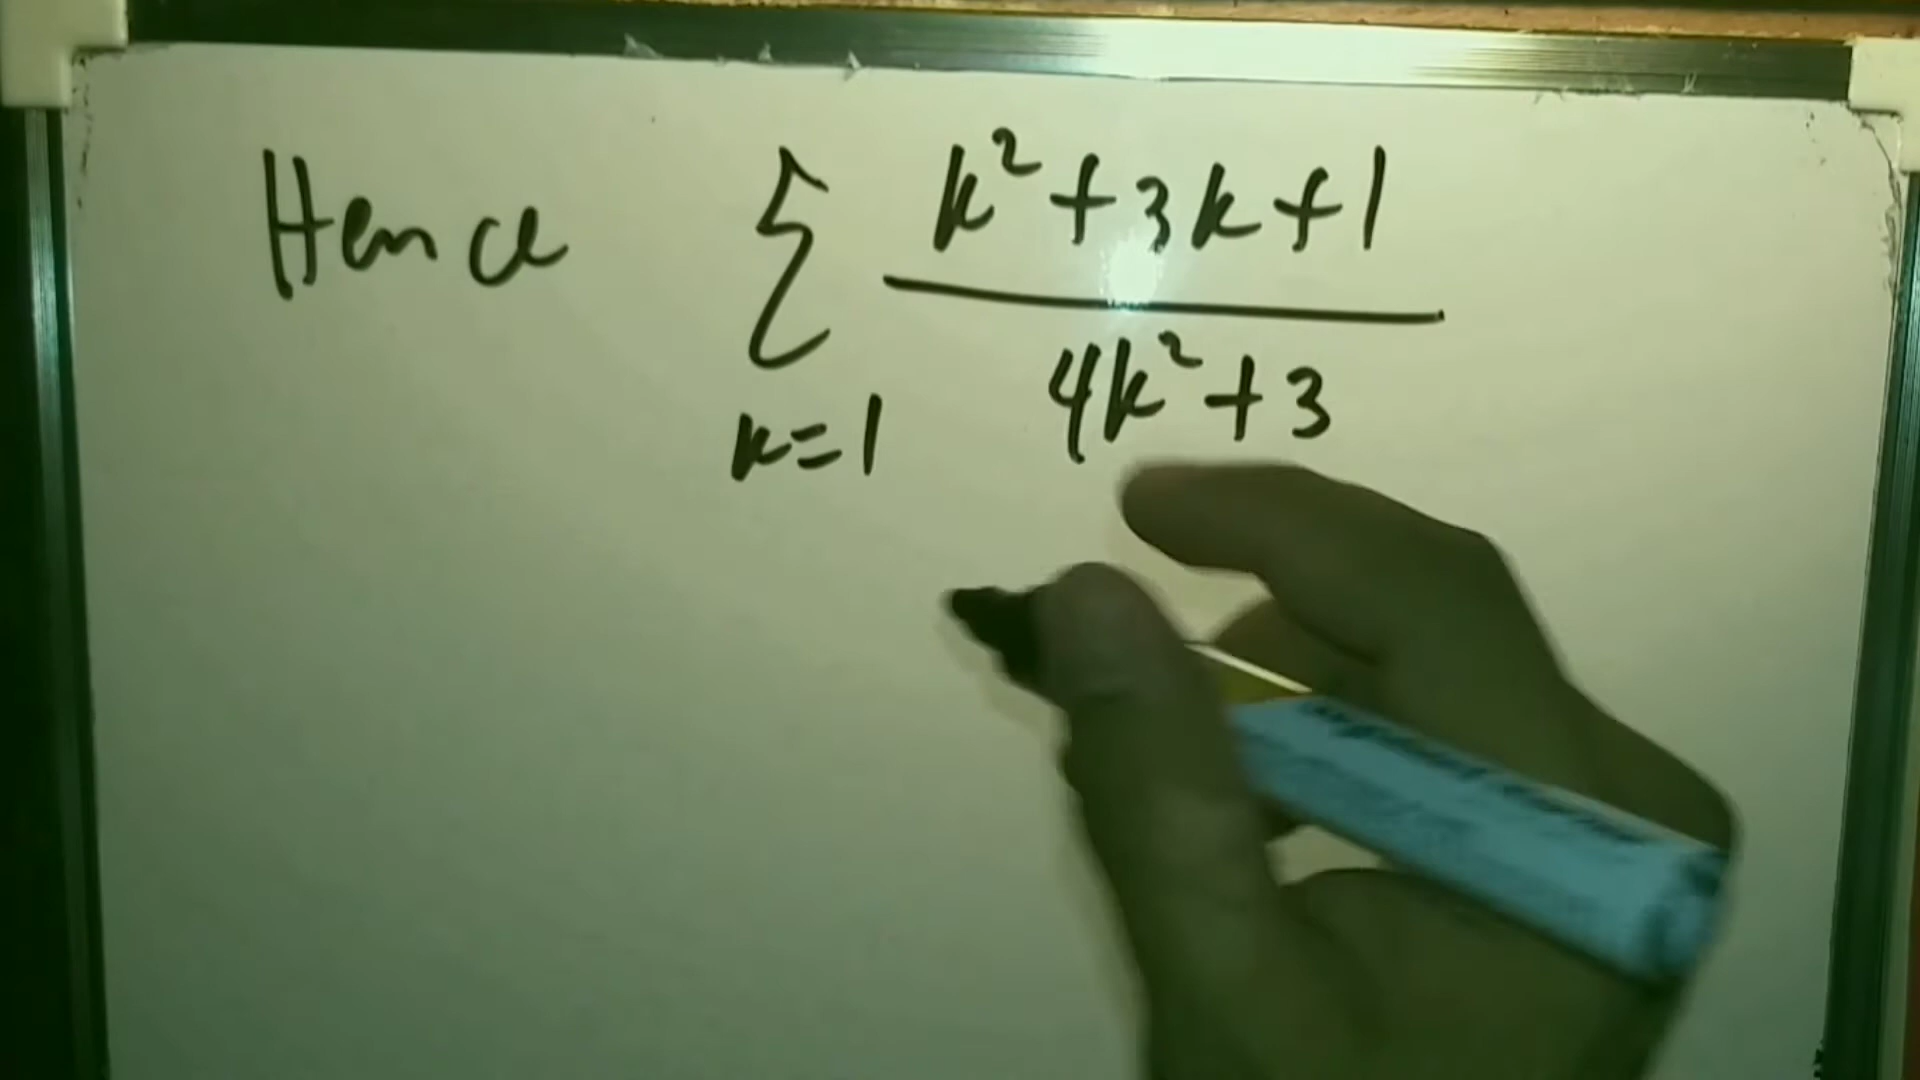 Hence ∑ k=1 (k² + 3k + 1) / (4k² + 3)